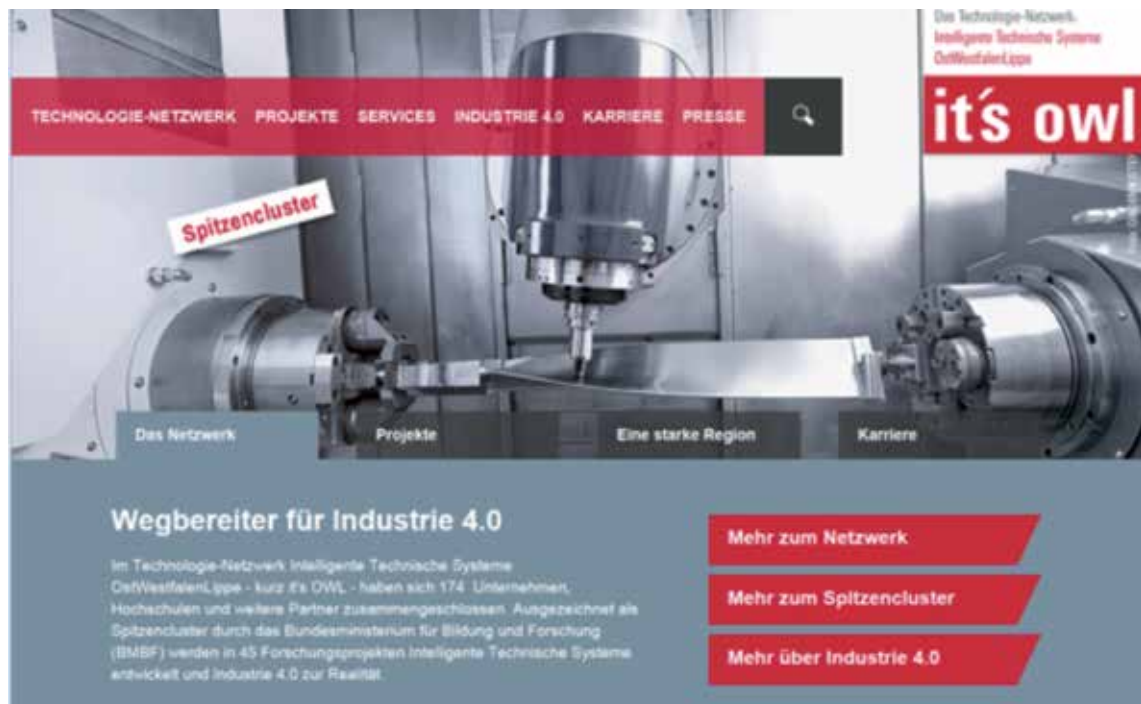 Das Technologie-Netzwerk:
Intelligente Technische Systeme
OstWestfalenLippe
it´s owl
TECHNOLOGIE-NETZWERK PROJEKTE SERVICES INDUSTRIE 4.0 KARRIERE PRESSE
Spitzencluster
Das Netzwerk Projekte Eine starke Region Karriere
Wegbereiter für Industrie 4.0
Im Technologie-Netzwerk Intelligente Technische Systeme
OstWestfalenLippe - kurz it's OWL - haben sich 174 Unternehmen,
Hochschulen und weitere Partner zusammengeschlossen. Ausgezeichnet als
Spitzencluster durch das Bundesministerium für Bildung und Forschung
(BMBF) werden in 45 Forschungsprojekten Intelligente Technische Systeme
entwickelt und Industrie 4.0 zur Realität.
Mehr zum Netzwerk
Mehr zum Spitzencluster
Mehr über Industrie 4.0